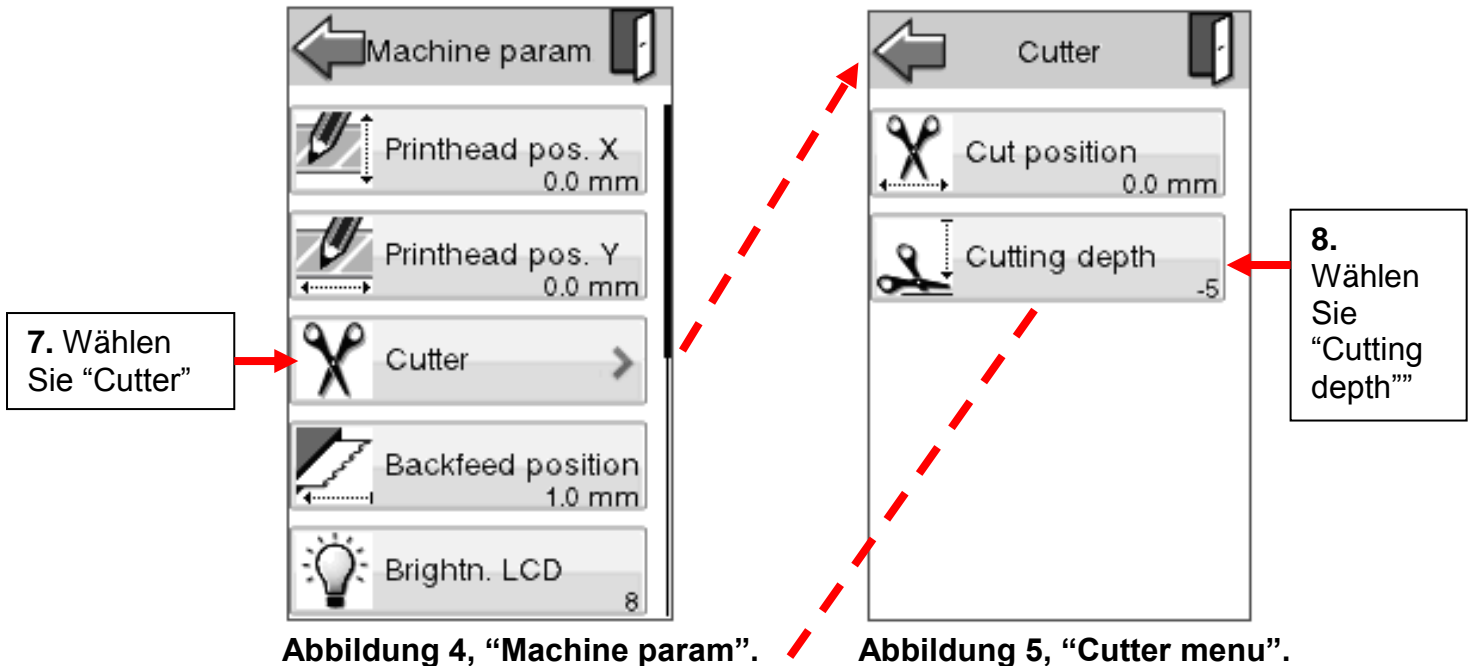 Machine param
Printhead pos. X
0.0 mm
Printhead pos. Y
0.0 mm
Cutter
Backfeed position
1.0 mm
Brightn. LCD
8
7. Wählen
Sie “Cutter”
Abbildung 4, “Machine param”.
Cutter
Cut position
0.0 mm
Cutting depth
-5
8.
Wählen
Sie
“Cutting
depth””
Abbildung 5, “Cutter menu”.